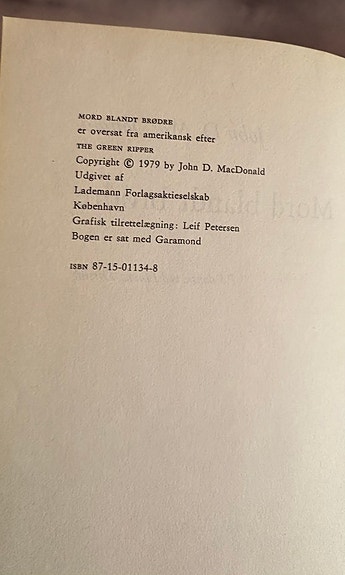 MORD BLANDT BRØDRE
er oversat fra amerikansk efter
THE GREEN RIPPER
Copyright © 1979 by John D. MacDonald
Udgivet af
Lademann Forlagsaktieselskab
København
Grafisk tilrettelægning: Leif Petersen
Bogen er sat med Garamond
ISBN 87-15-01134-8